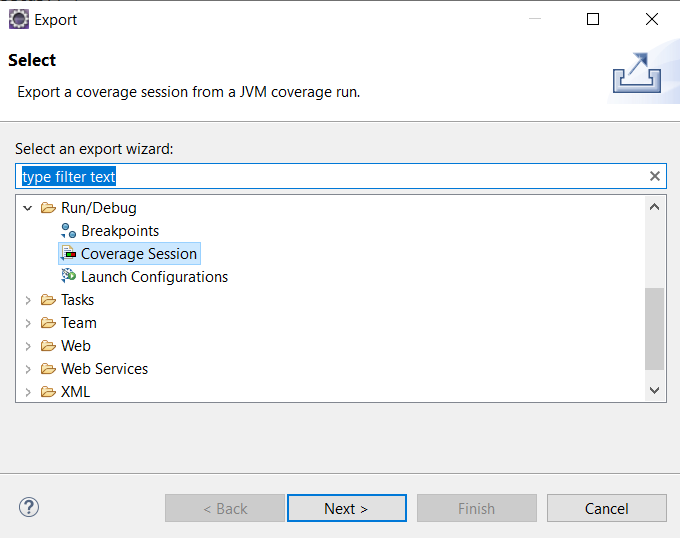 Export
Select
Export a coverage session from a JVM coverage run.
Select an export wizard:
type filter text
Run/Debug
Breakpoints
Coverage Session
Launch Configurations
Tasks
Team
Web
Web Services
XML
? < Back Next > Finish Cancel